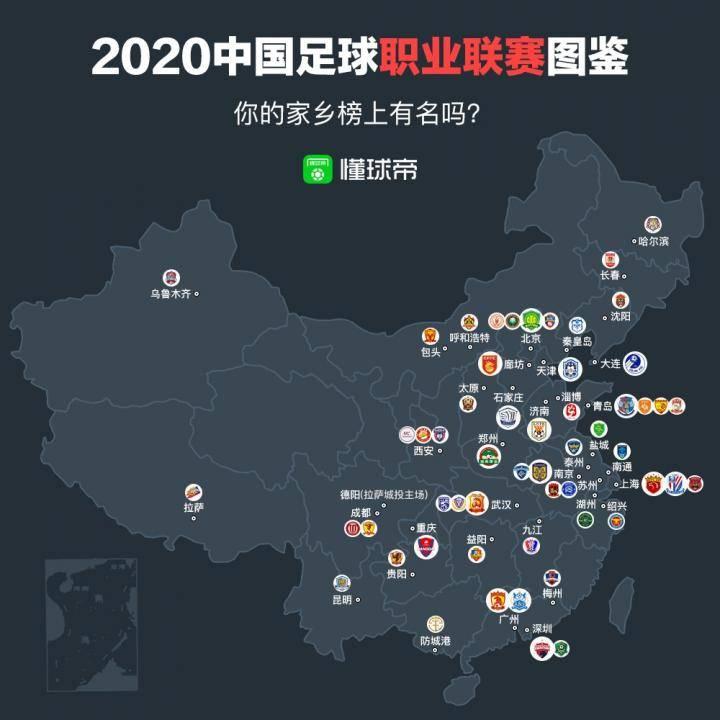 2020中国足球职业联赛图鉴
你的家乡榜上有名吗?
懂球帝
哈尔滨
长春
乌鲁木齐
沈阳
呼和浩特
北京
秦皇岛
包头
廊坊
天津
大连
太原
石家庄
淄博
青岛
济南
郑州
盐城
西安
泰州
南通
南京
苏州
上海
德阳(拉萨城投主场)
拉萨
武汉
湖州
绍兴
成都
重庆
九江
益阳
贵阳
昆明
梅州
广州
防城港
深圳